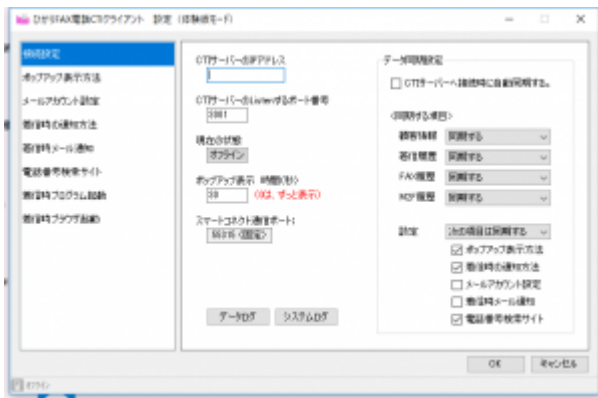 ひかりFAX電話CTIクライアント 設定 (体験版モード)
接続設定
ポップアップ表示方法
メールアカウント設定
着信時の通知方法
着信時メール通知
電話番号検索サイト
着信時プログラム起動
着信時ブラウザ起動
CTIサーバーのIPアドレス
CTIサーバーのListenするポート番号
現在の状態
オフライン
ポップアップ表示 時間(秒)
30 (0は、ずっと表示)
スマートコネクト通信ポート:
データログ
システムログ
データ同期設定
CTIサーバーへ接続時に自動同期する。
<同期する項目>
顧客情報 同期する
着信履歴 同期する
FAX履歴 同期する
同期する
設定 次の項目は同期する
ポップアップ表示方法
着信時の通知方法
メールアカウント設定
着信時メール通知
電話番号検索サイト
OK
キャンセル
オフライン